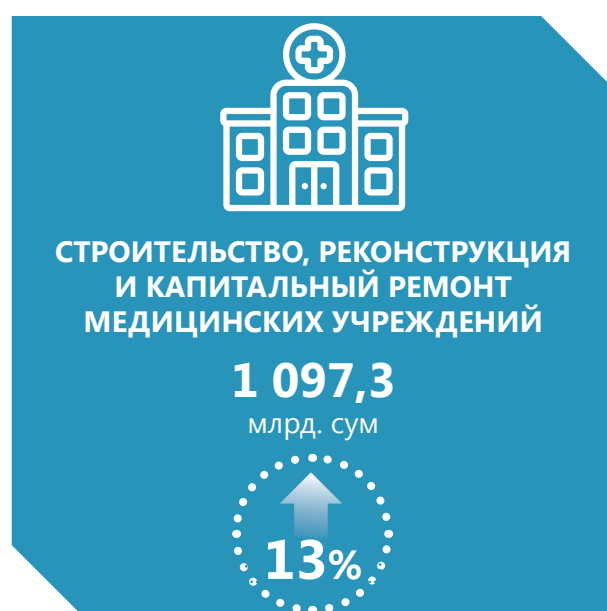 СТРОИТЕЛЬСТВО, РЕКОНСТРУКЦИЯ
И КАПИТАЛЬНЫЙ РЕМОНТ
МЕДИЦИНСКИХ УЧРЕЖДЕНИЙ
1 097,3
млрд. сум
13%